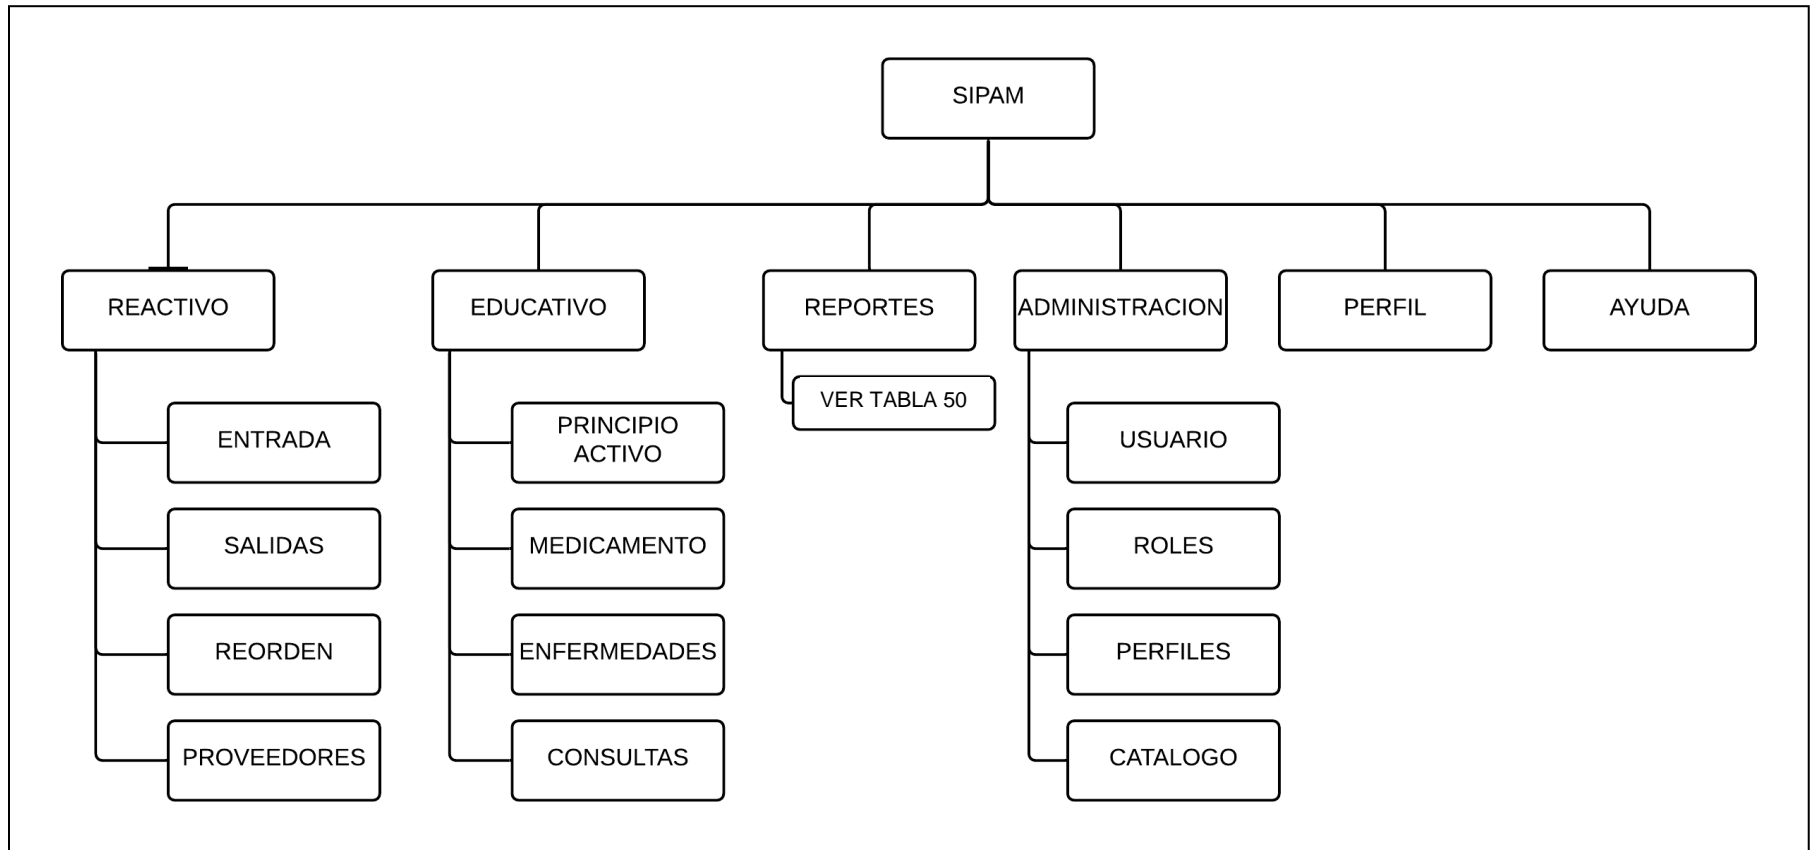 SIPAM
REACTIVO
EDUCATIVO
REPORTES
ADMINISTRACION
PERFIL
AYUDA
VER TABLA 50
ENTRADA
PRINCIPIO
ACTIVO
USUARIO
SALIDAS
MEDICAMENTO
ROLES
REORDEN
ENFERMEDADES
PERFILES
PROVEEDORES
CONSULTAS
CATALOGO